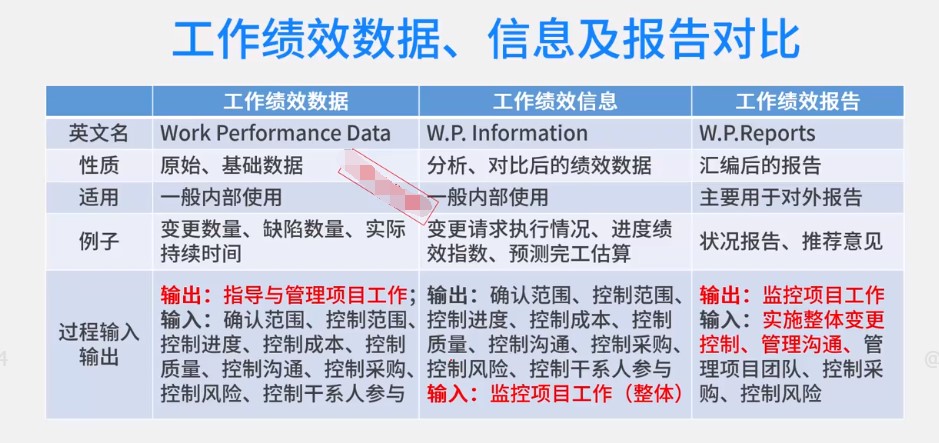 工作绩效数据、信息及报告对比
工作绩效数据 工作绩效信息 工作绩效报告
英文名 Work Performance Data W.P. Information W.P.Reports
性质 原始、基础数据 分析、对比后的绩效数据 汇编后的报告
适用 一般内部使用 一般内部使用 主要用于对外报告
例子
变更数量、缺陷数量、实际
持续时间
变更请求执行情况、进度绩
效指数、预测完工估算
状况报告、推荐意见
过程输入
输出
输出：指导与管理项目工作；
输入：确认范围、控制范围、
控制进度、控制成本、控制
质量、控制沟通、控制采购、
控制风险、控制干系人参与
输出：确认范围、控制范围、
控制进度、控制成本、控制
质量、控制沟通、控制采购、
控制风险、控制干系人参与
输入：监控项目工作（整体）
输出：监控项目工作
输入：实施整体变更
控制、管理沟通、管
理项目团队、控制采
购、控制风险
4
@